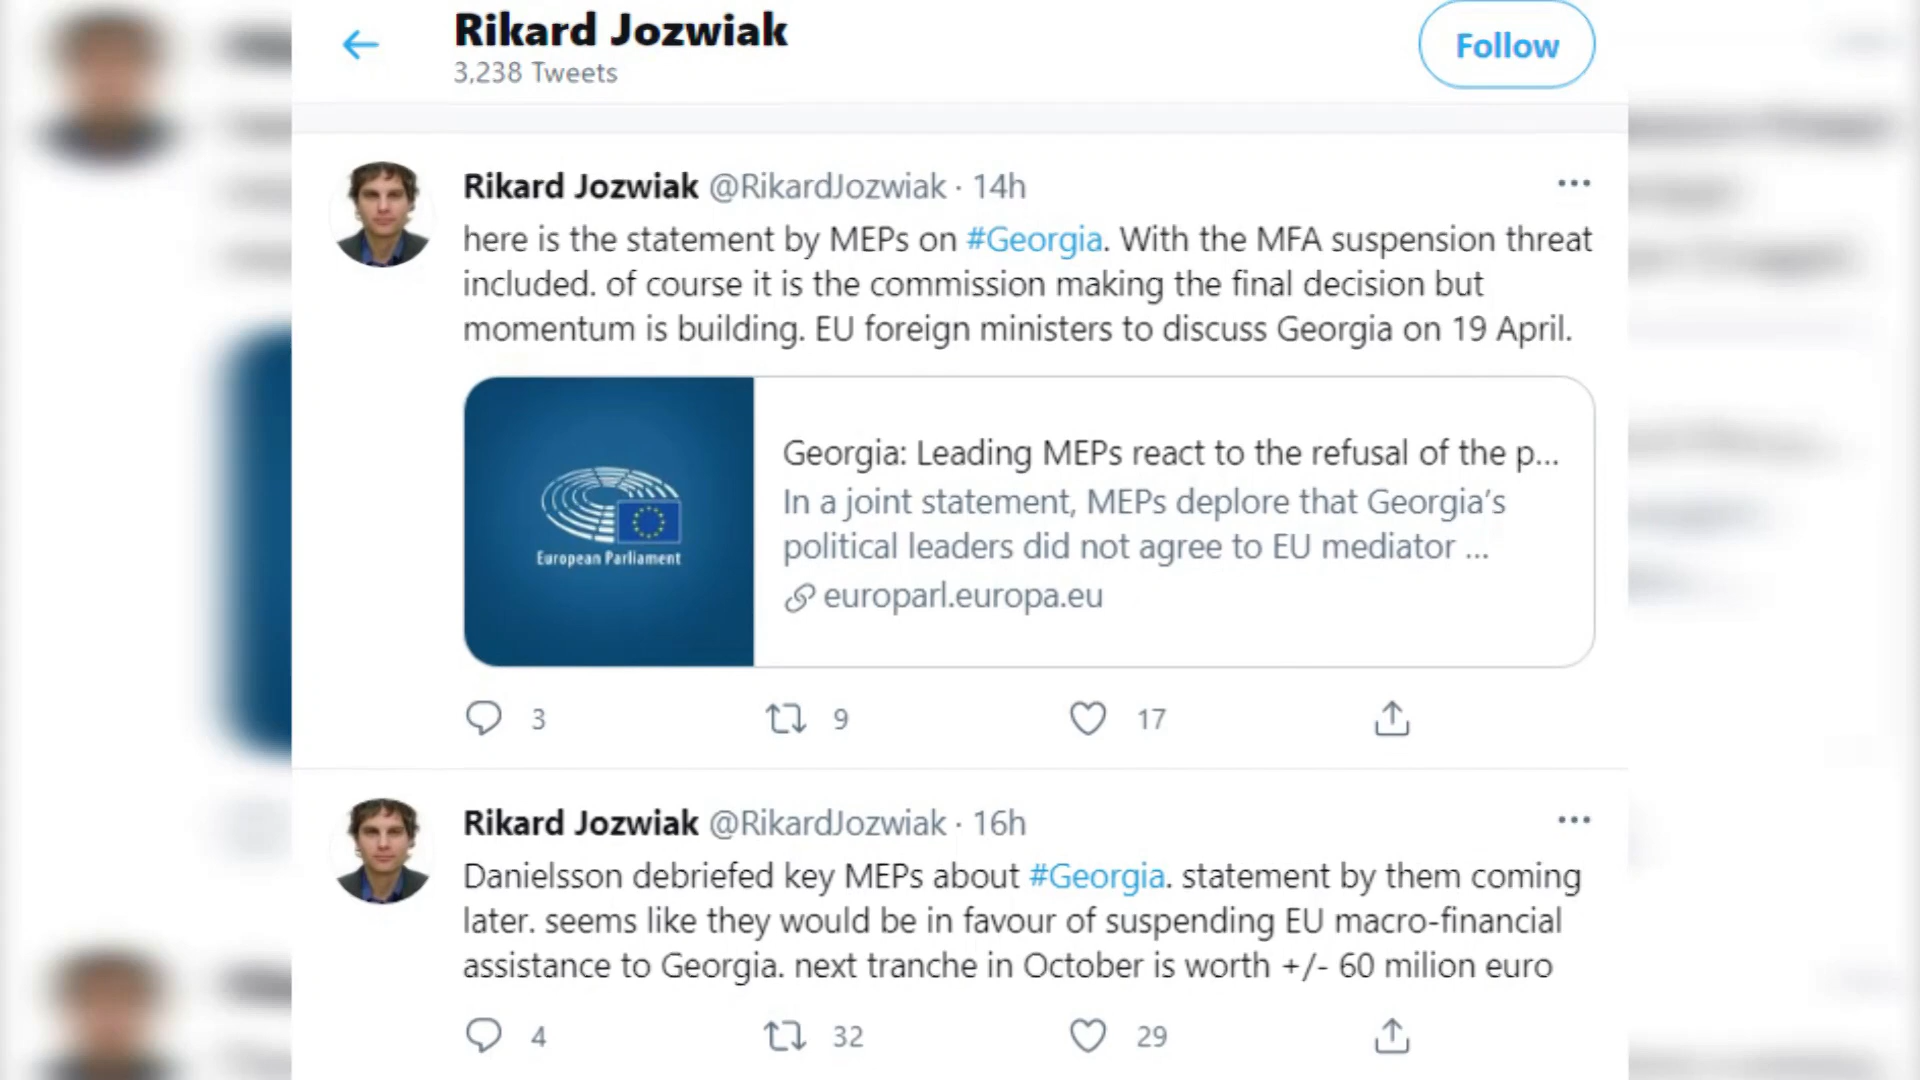 Rikard Jozwiak
3,238 Tweets
Follow
Rikard Jozwiak @RikardJozwiak · 14h
here is the statement by MEPs on #Georgia. With the MFA suspension threat
included. of course it is the commission making the final decision but
momentum is building. EU foreign ministers to discuss Georgia on 19 April.
European Parliament
Georgia: Leading MEPs react to the refusal of the p...
In a joint statement, MEPs deplore that Georgia’s
political leaders did not agree to EU mediator ...
europarl.europa.eu
3 9 17
Rikard Jozwiak @RikardJozwiak · 16h
Danielsson debriefed key MEPs about #Georgia. statement by them coming
later. seems like they would be in favour of suspending EU macro-financial
assistance to Georgia. next tranche in October is worth +/- 60 milion euro
4 32 29